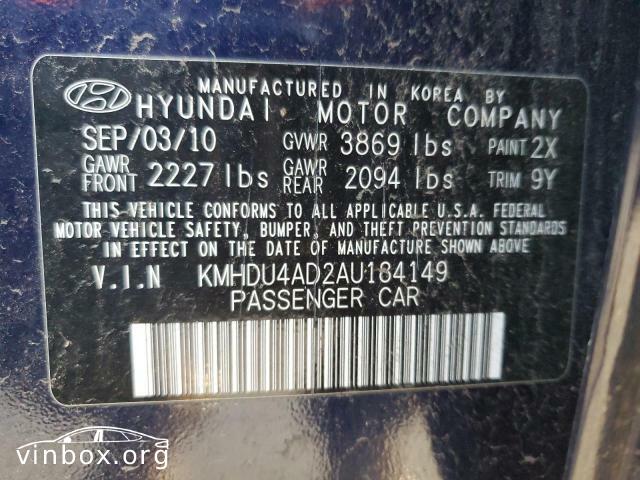 MANUFACTURED IN KOREA BY
HYUNDAI MOTOR COMPANY
SEP/03/10 GVWR 3869 lbs PAINT 2X
GAWR FRONT 2227 lbs GAWR REAR 2094 lbs TRIM 9Y
THIS VEHICLE CONFORMS TO ALL APPLICABLE U.S.A. FEDERAL
MOTOR VEHICLE SAFETY, BUMPER, AND THEFT PREVENTION STANDARDS
IN EFFECT ON THE DATE OF MANUFACTURE SHOWN ABOVE.
V.I.N KMHDU4AD2AU184149
PASSENGER CAR
vinbox.org